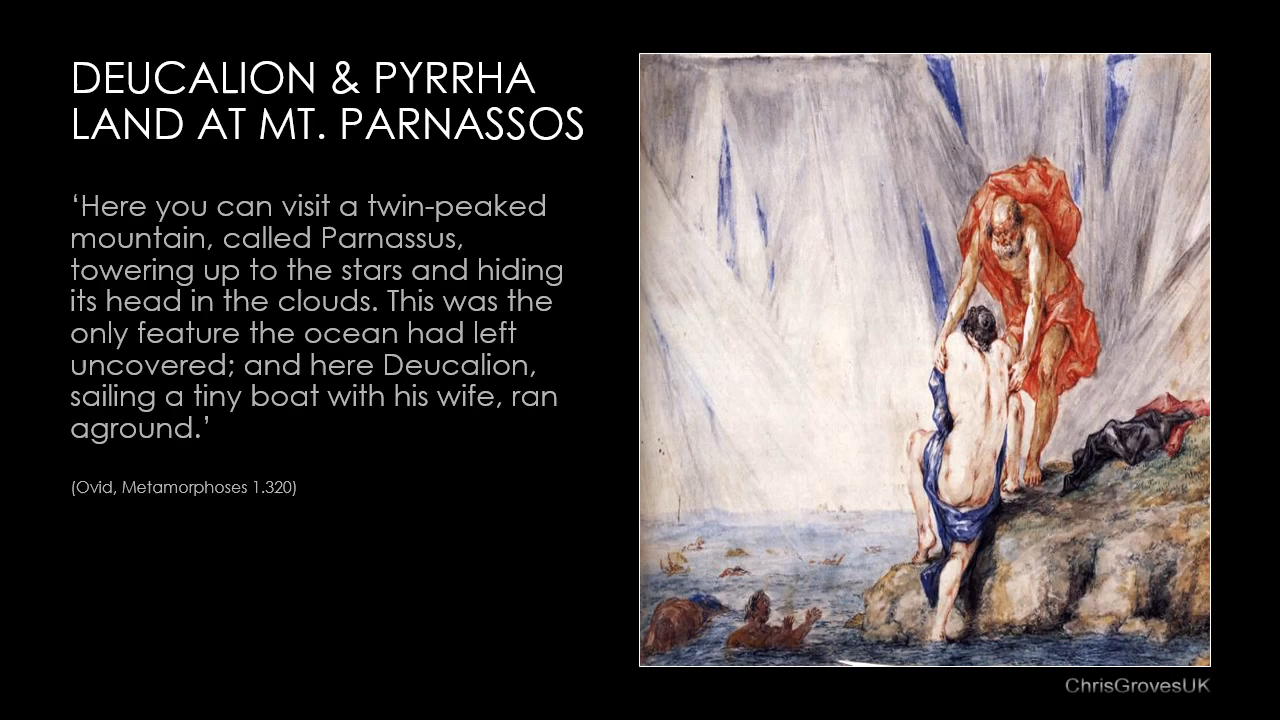 DEUCALION & PYRRHA
LAND AT MT. PARNASSOS
‘Here you can visit a twin-peaked
mountain, called Parnassus,
towering up to the stars and hiding
its head in the clouds. This was the
only feature the ocean had left
uncovered; and here Deucalion,
sailing a tiny boat with his wife, ran
aground.’
(Ovid, Metamorphoses 1.320)
ChrisGrovesUK